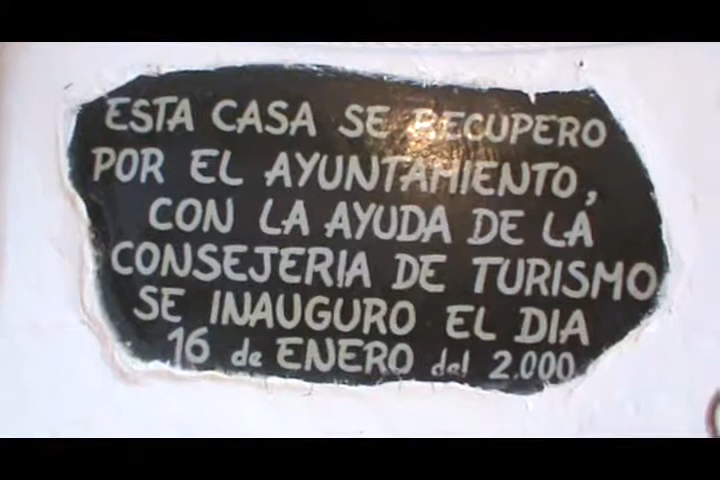 ESTA CASA SE RECUPERO
POR EL AYUNTAMIENTO,
CON LA AYUDA DE LA
CONSEJERIA DE TURISMO
SE INAUGURO EL DIA
16 de ENERO del 2.000